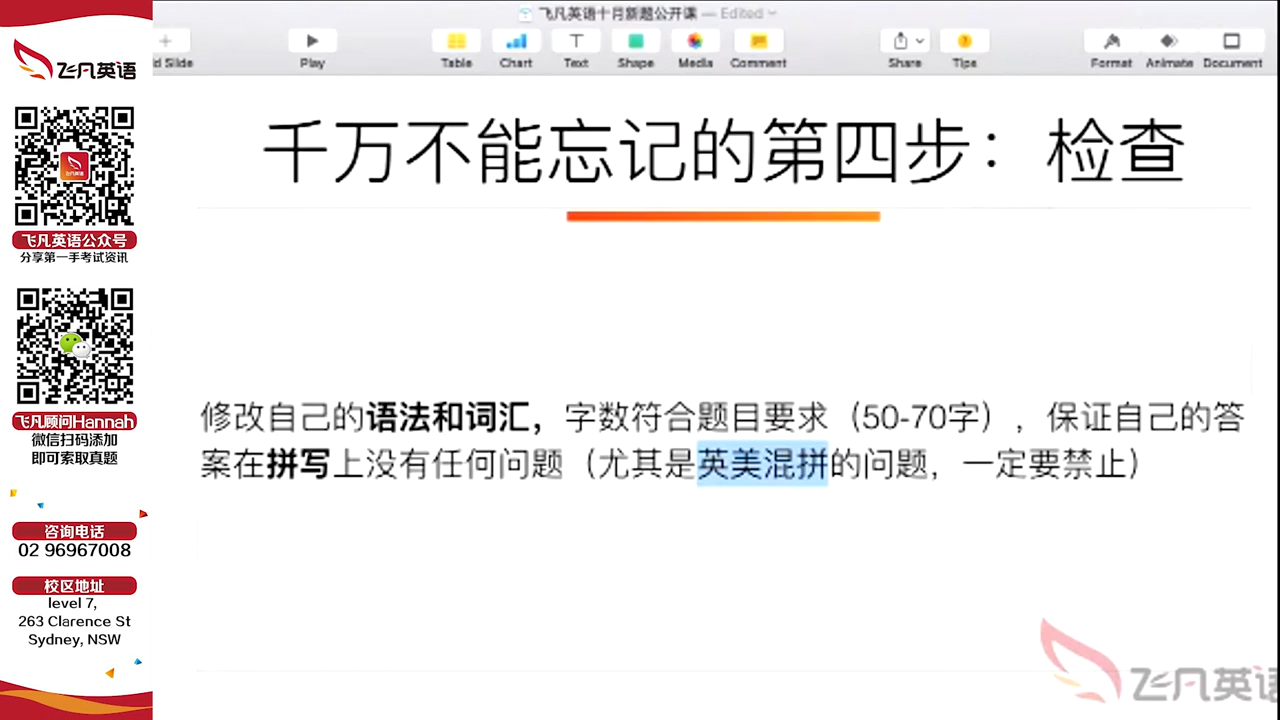 飞凡英语
飞凡英语公众号
分享第一手考试资讯
飞凡顾问Hannah
微信扫码添加
即可索取真题
咨询电话
02 96967008
校区地址
level 7,
263 Clarence St
Sydney, NSW
飞凡英语十月新题公开课 — Edited
d Slide
Play
Table
Chart
Text
Shape
Media
Comment
Share
Tips
Format
Animate
Document
千万不能忘记的第四步：检查
修改自己的语法和词汇，字数符合题目要求（50-70字），保证自己的答
案在拼写上没有任何问题（尤其是英美混拼的问题，一定要禁止）
飞凡英语